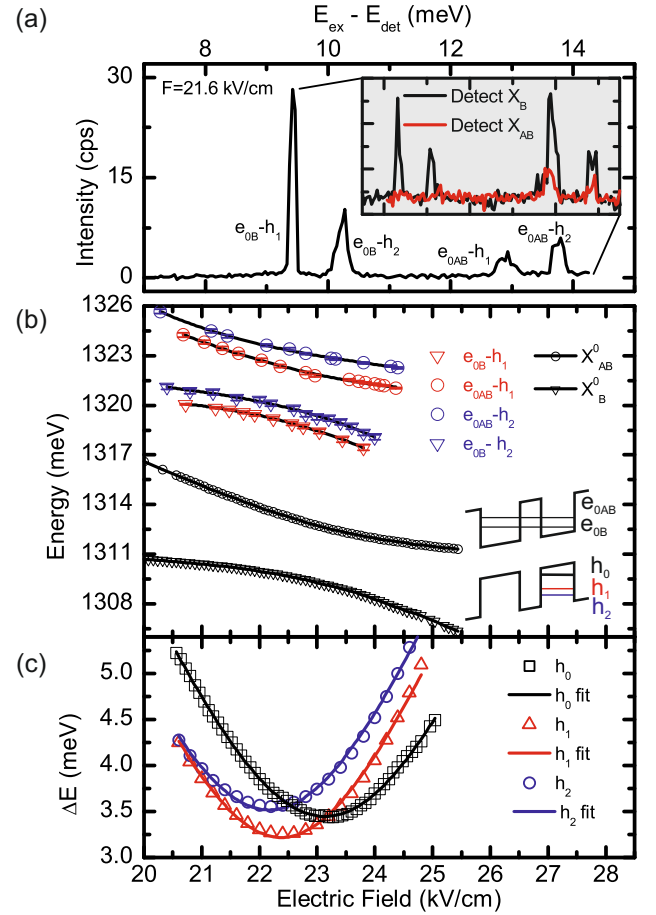 (a)
E_ex - E_det (meV)
8 10 12 14
F=21.6 kV/cm
Detect X_B
Detect X_AB
30
15
0
Intensity (cps)
e_0B-h_1
e_0B-h_2
e_0AB-h_1
e_0AB-h_2
(b)
1326
1323
1320
1317
1314
1311
1308
Energy (meV)
e_0B-h_1
e_0AB-h_1
e_0AB-h_2
e_0B- h_2
X^0_AB
X^0_B
e_0AB
e_0B
h_0
h_1
h_2
(c)
5.0
4.5
4.0
3.5
3.0
ΔE (meV)
h_0
h_0 fit
h_1
h_1 fit
h_2
h_2 fit
20 21 22 23 24 25 26 27 28
Electric Field (kV/cm)